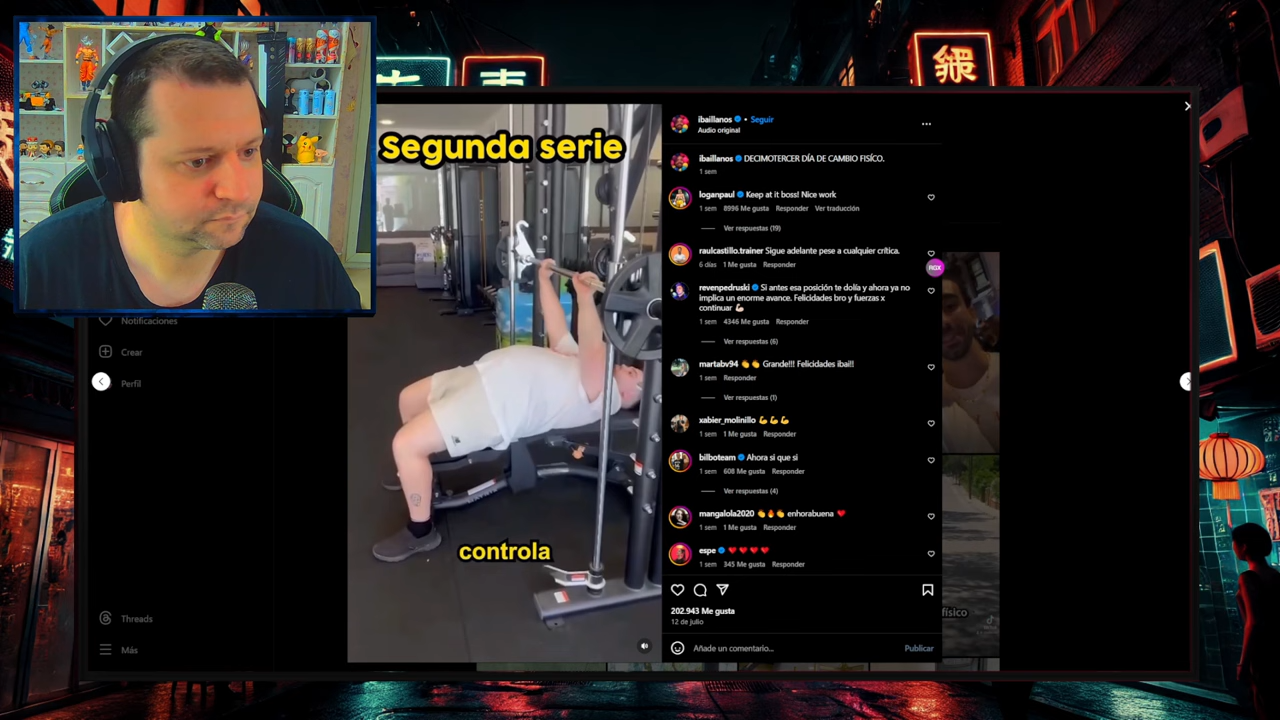 Segunda serie
controla
Notificaciones
Crear
Perfil
Threads
Más
ibaillanos • Seguir
Audio original
ibaillanos DECIMOTERCER DÍA DE CAMBIO FISÍCO.
1 sem
loganpaul Keep at it boss! Nice work
1 sem 8996 Me gusta Responder Ver traducción
Ver respuestas (19)
raulcastillo.trainer Sigue adelante pese a cualquier crítica.
6 días 1 Me gusta Responder
RGX
revenpedruski Si antes esa posición te dolía y ahora ya no
implica un enorme avance. Felicidades bro y fuerzas x
continuar 💪🏻
1 sem 4346 Me gusta Responder
Ver respuestas (6)
martabv94 👏👏 Grande!!! Felicidades ibai!!
1 sem Responder
Ver respuestas (1)
xabier_molinillo 💪💪💪
1 sem 1 Me gusta Responder
bilboteam Ahora si que si
1 sem 608 Me gusta Responder
Ver respuestas (4)
mangalola2020 👏🔥👏 enhorabuena ❤️
1 sem 1 Me gusta Responder
espe ❤️❤️❤️❤️
1 sem 345 Me gusta Responder
202.943 Me gusta
12 de julio
Añade un comentario...
Publicar
físico